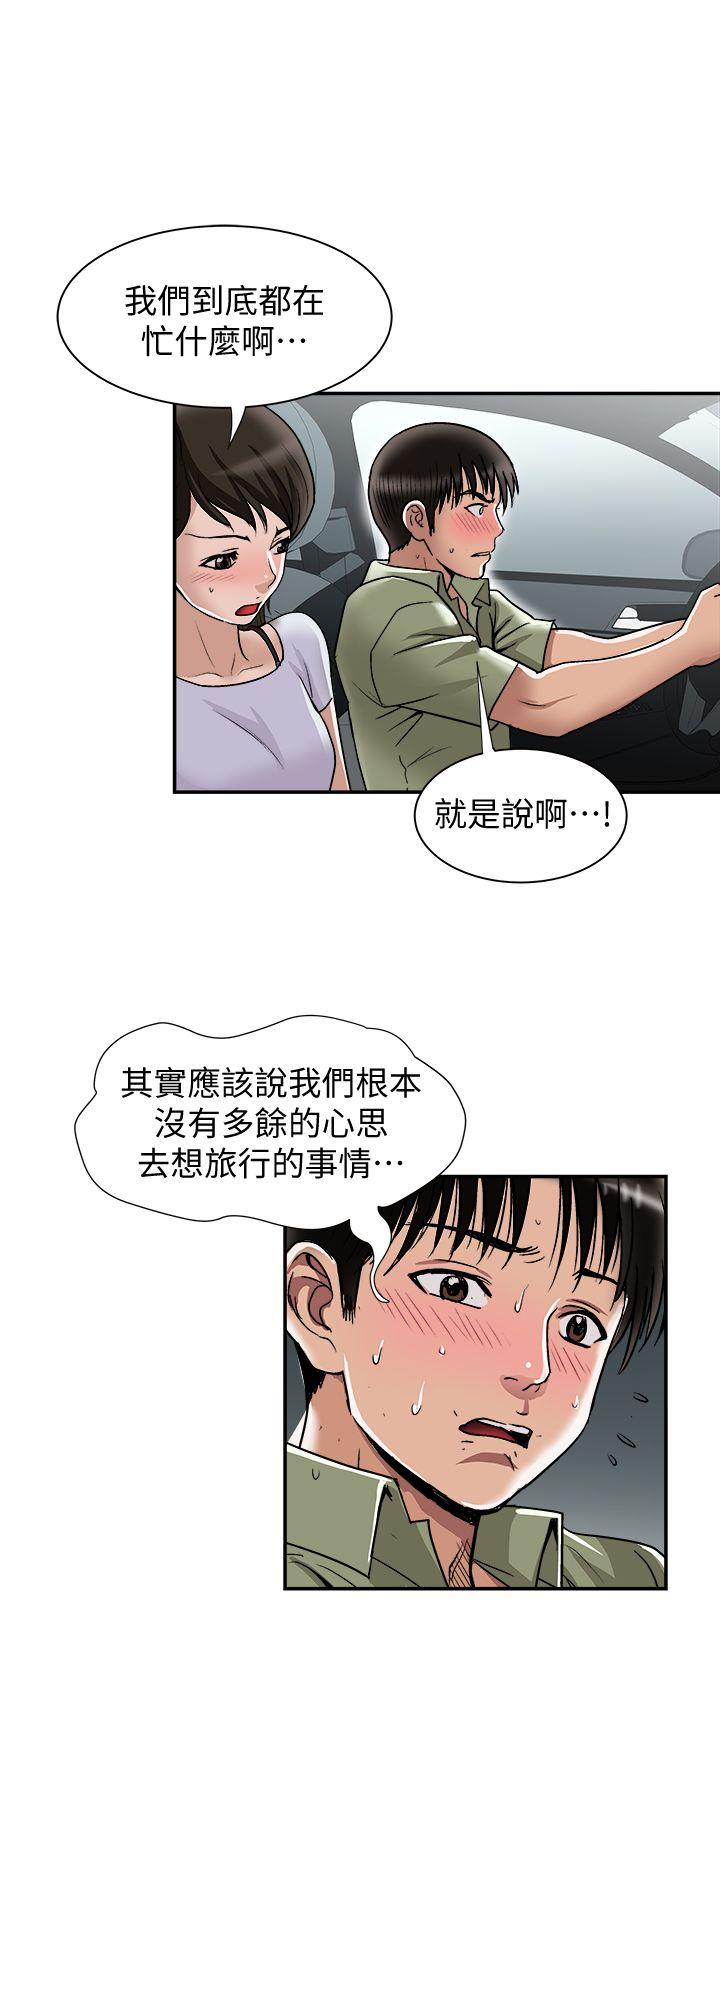 我們到底都在
忙什麼啊⋯
就是說啊⋯!
其實應該說我們根本
沒有多餘的心思
去想旅行的事情⋯